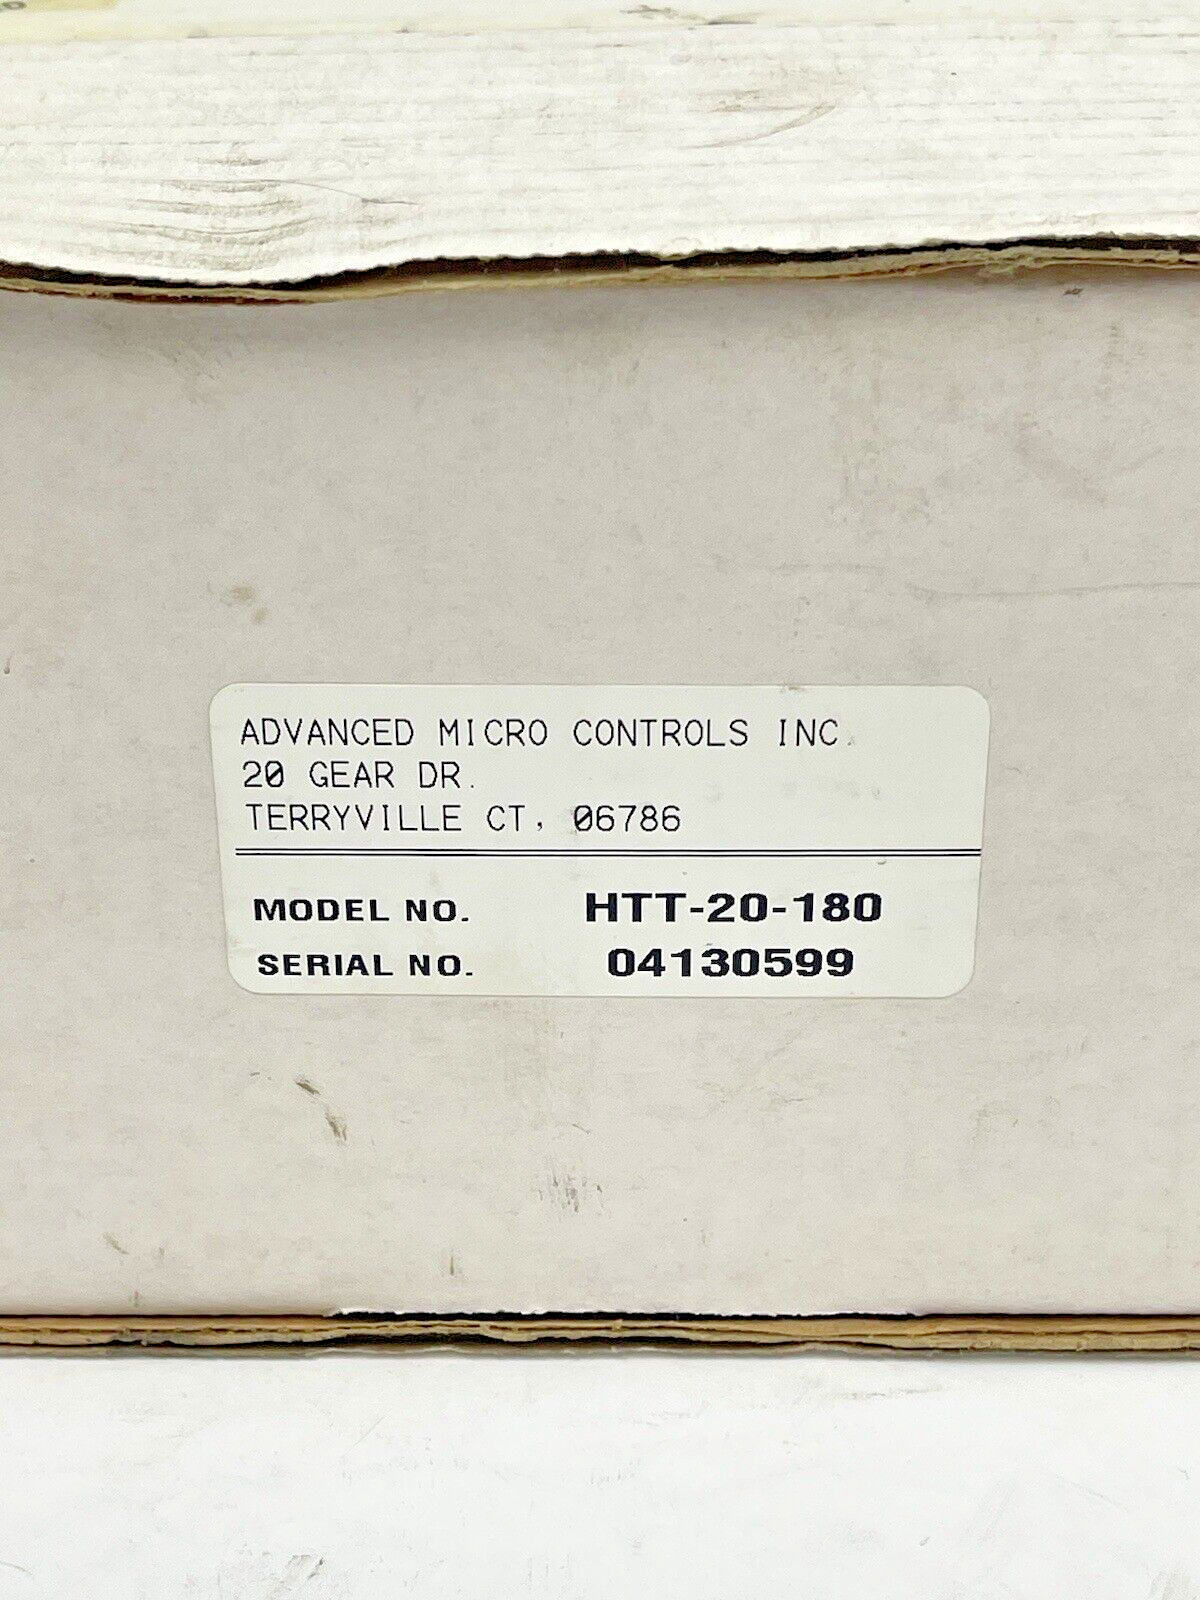 ADVANCED MICRO CONTROLS INC.
20 GEAR DR.
TERRYVILLE CT, 06786
MODEL NO. HTT-20-180
SERIAL NO. 04130599